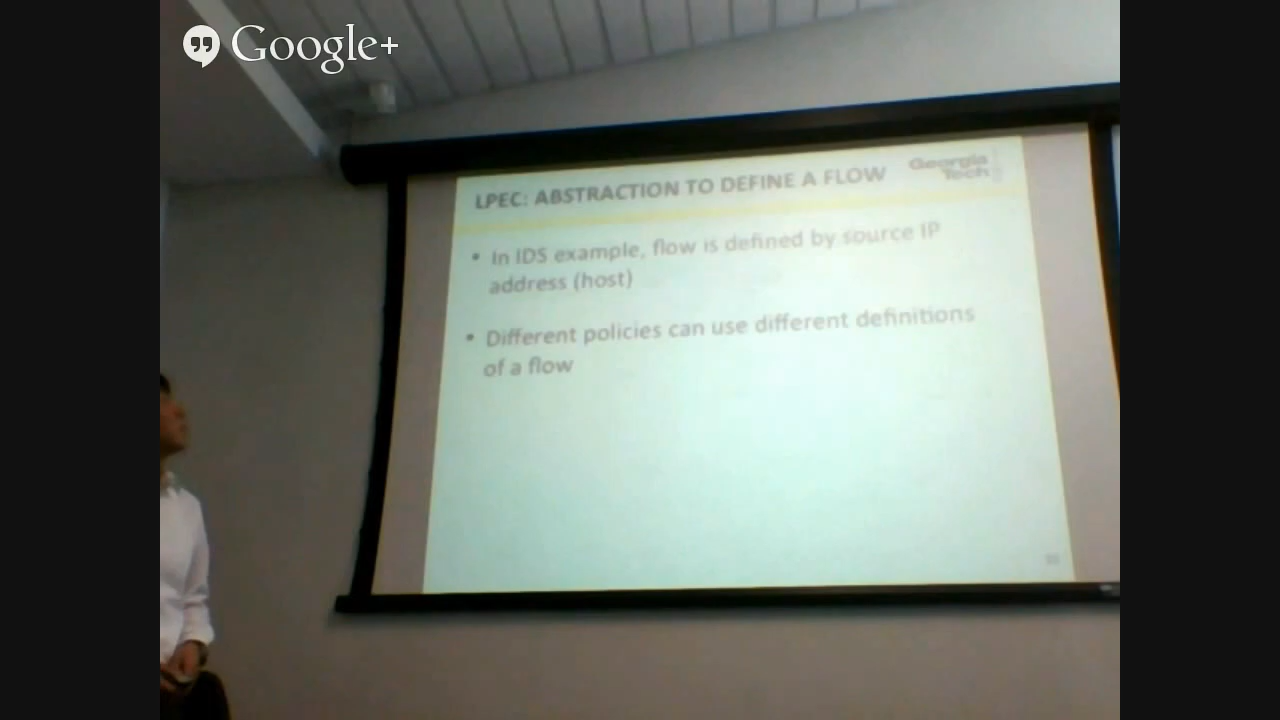 Google+
LPEC: ABSTRACTION TO DEFINE A FLOW
Georgia
Tech
• In IDS example, flow is defined by source IP
address (host)
• Different policies can use different definitions
of a flow